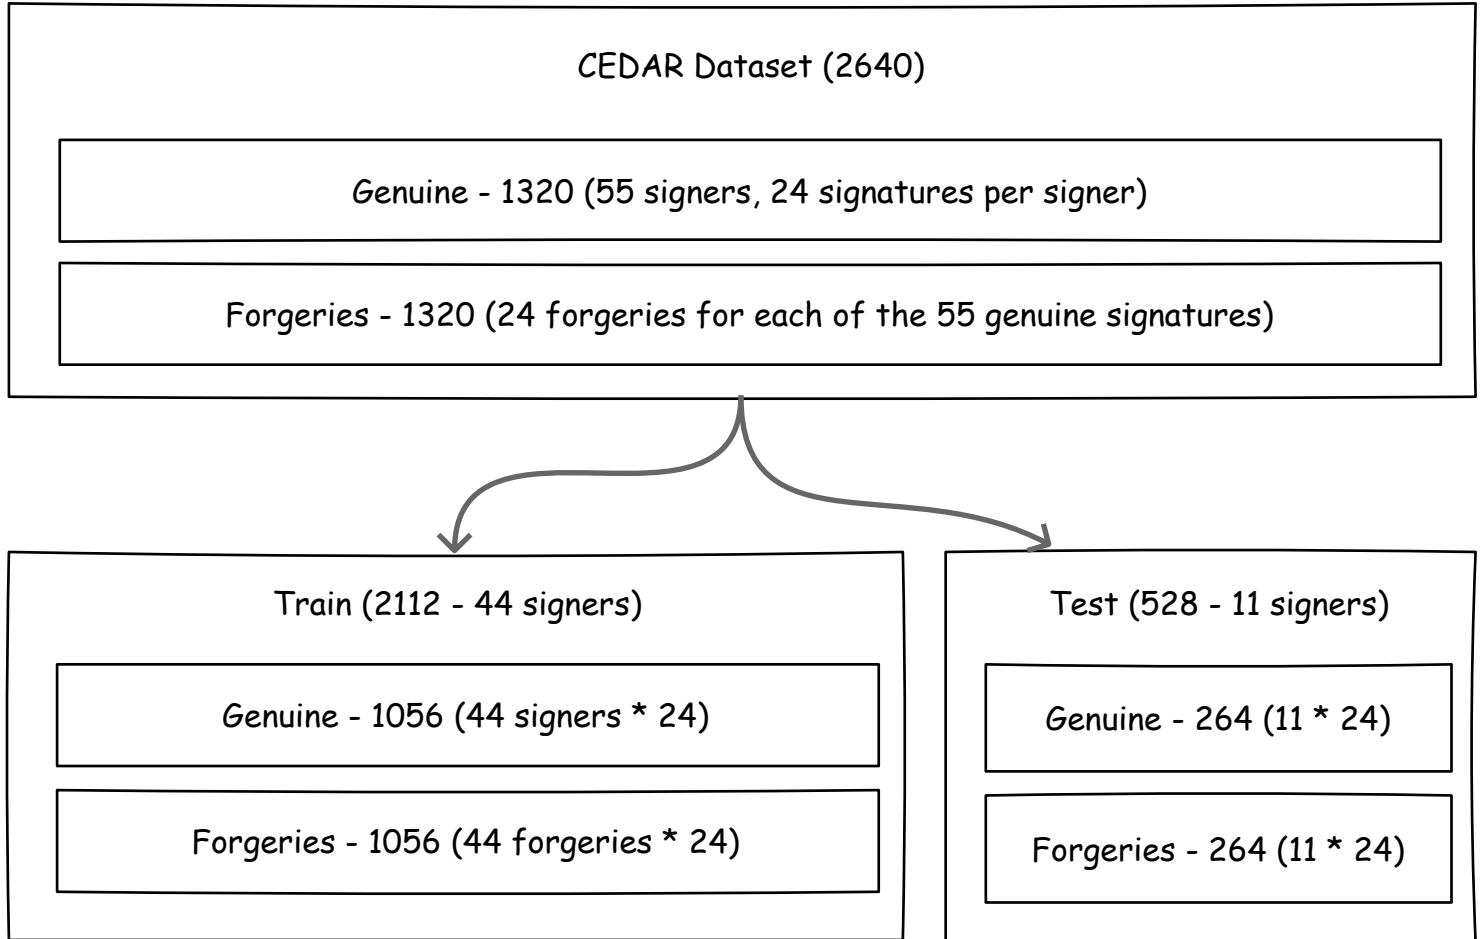 CEDAR Dataset (2640)
Genuine - 1320 (55 signers, 24 signatures per signer)
Forgeries - 1320 (24 forgeries for each of the 55 genuine signatures)
Train (2112 - 44 signers)
Genuine - 1056 (44 signers * 24)
Forgeries - 1056 (44 forgeries * 24)
Test (528 - 11 signers)
Genuine - 264 (11 * 24)
Forgeries - 264 (11 * 24)